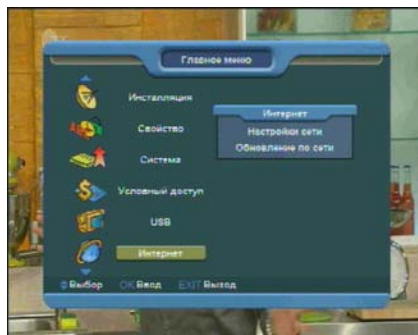 Главное меню
Инсталляция
Свойство
Система
Условный доступ
USB
Интернет
Интернет
Настройки сети
Обновление по сети
Выбор OK Ввод EXIT Выход